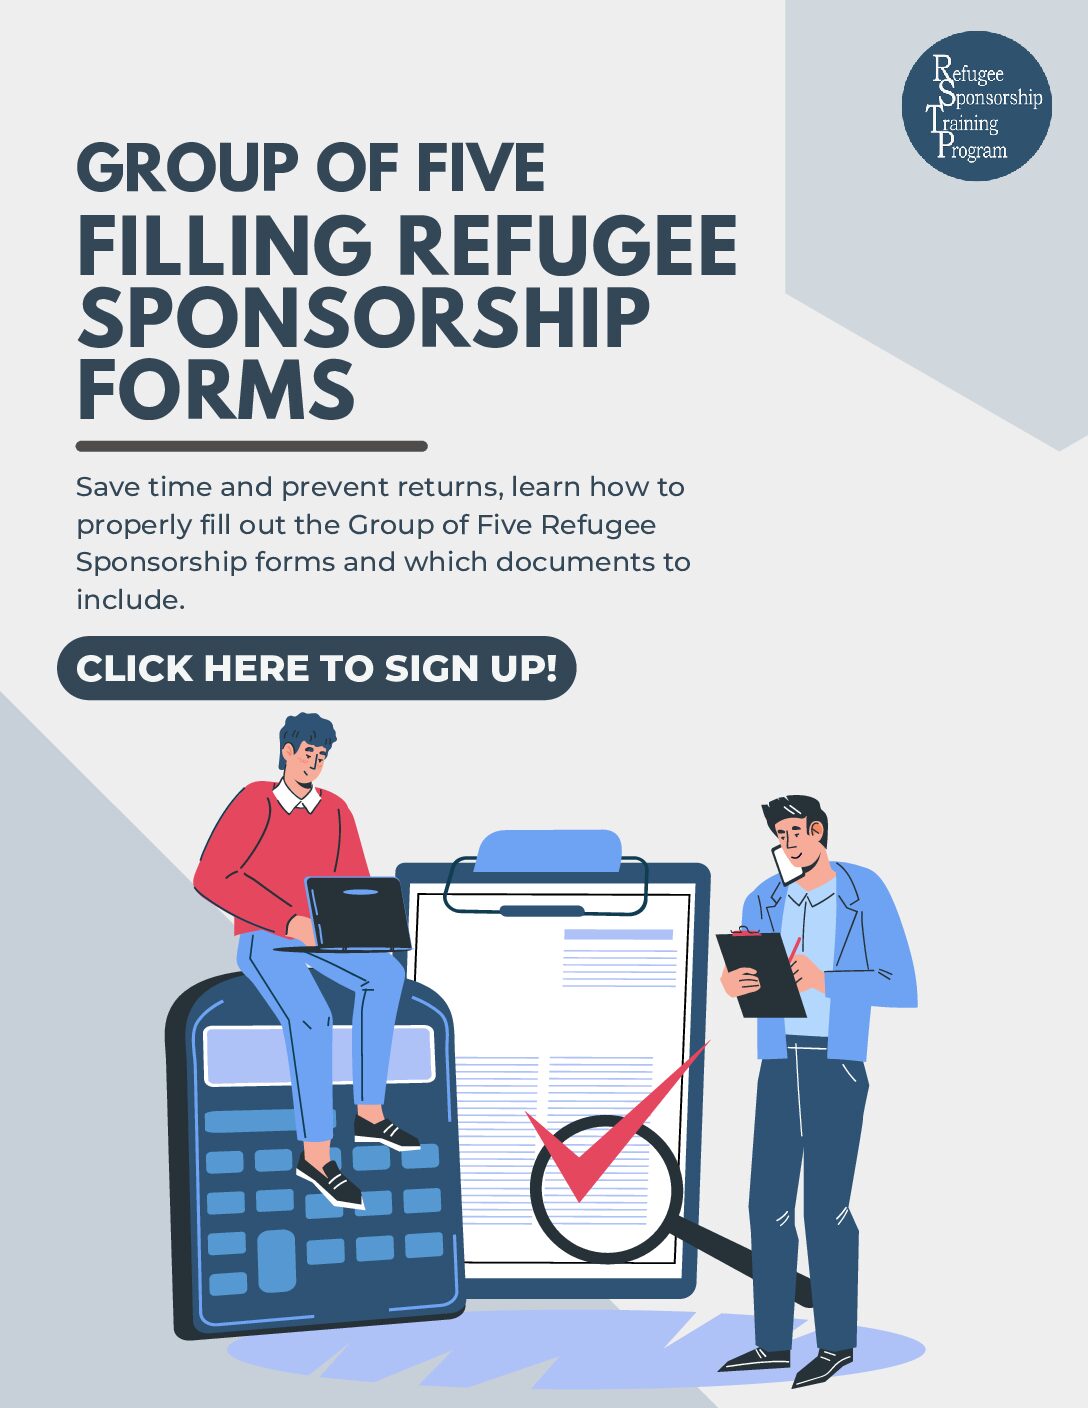 Refugee
Sponsorship
Training
Program
GROUP OF FIVE
FILLING REFUGEE
SPONSORSHIP
FORMS
Save time and prevent returns, learn how to
properly fill out the Group of Five Refugee
Sponsorship forms and which documents to
include.
CLICK HERE TO SIGN UP!